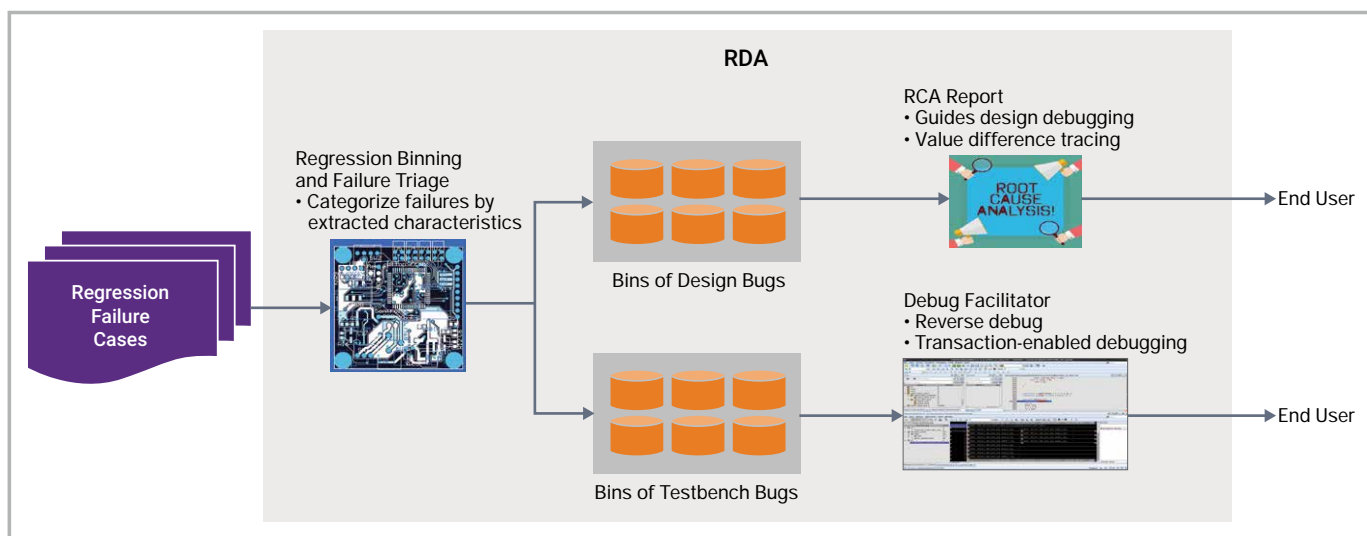 RDA
Regression
Failure
Cases
Regression Binning
and Failure Triage
• Categorize failures by
extracted characteristics
Bins of Design Bugs
Bins of Testbench Bugs
RCA Report
• Guides design debugging
• Value difference tracing
ROOT
CAUSE
ANALYSIS!
End User
Debug Facilitator
• Reverse debug
• Transaction-enabled debugging
End User